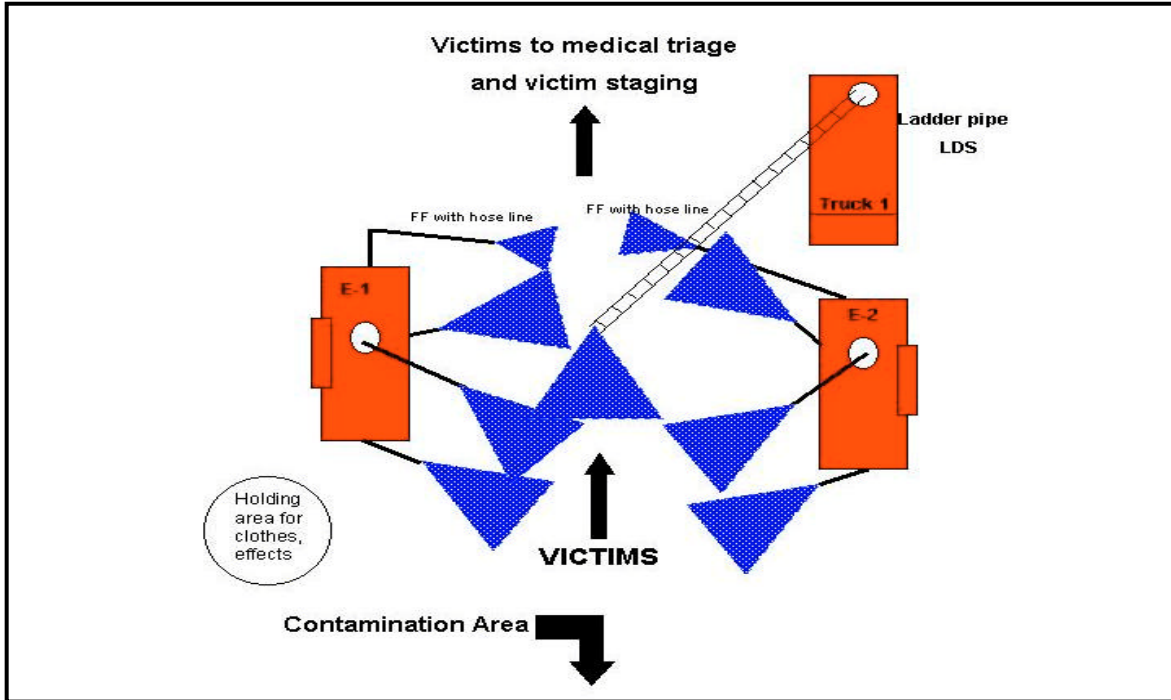 Victims to medical triage
and victim staging
Ladder pipe
LDS
Truck 1
FF with hose line
FF with hose line
E-1
E-2
Holding
area for
clothes,
effects
VICTIMS
Contamination Area